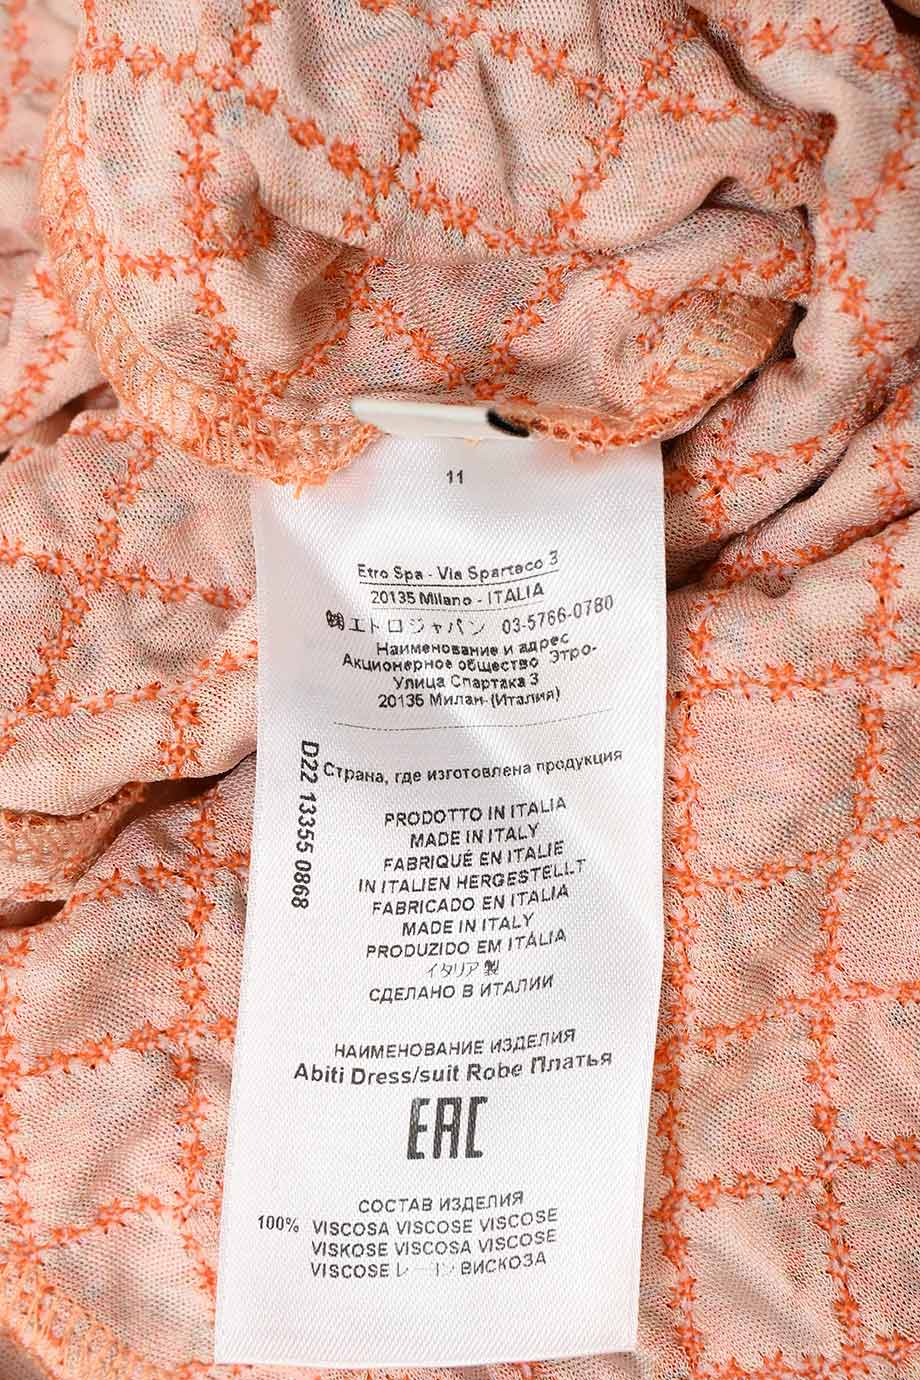 11
Etro Spa - Via Spartaco 3
20135 Milano - ITALIA
㈱エトロジャパン 03-5766-0780
Наименование и адрес
Акционерное общество Этро-
Улица Спартака 3
20135 Милан-(Италия)
D22 13355 0868
Страна, где изготовлена продукция
PRODOTTO IN ITALIA
MADE IN ITALY
FABRIQUÉ EN ITALIE
IN ITALIEN HERGESTELLT
FABRICADO EN ITALIA
MADE IN ITALY
PRODUZIDO EM ITÁLIA
イタリア製
СДЕЛАНО В ИТАЛИИ
НАИМЕНОВАНИЕ ИЗДЕЛИЯ
Abiti Dress/suit Robe Платья
EAC
СОСТАВ ИЗДЕЛИЯ
100% VISCOSA VISCOSE VISCOSE
VISKOSE VISCOSA VISCOSE
VISCOSE レーヨン ВИСКОЗА